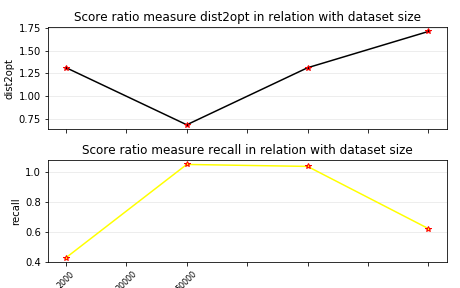 Score ratio measure dist2opt in relation with dataset size
1.75
1.50
1.25
1.00
0.75
dist2opt
Score ratio measure recall in relation with dataset size
1.0
0.8
0.6
0.4
recall
2000